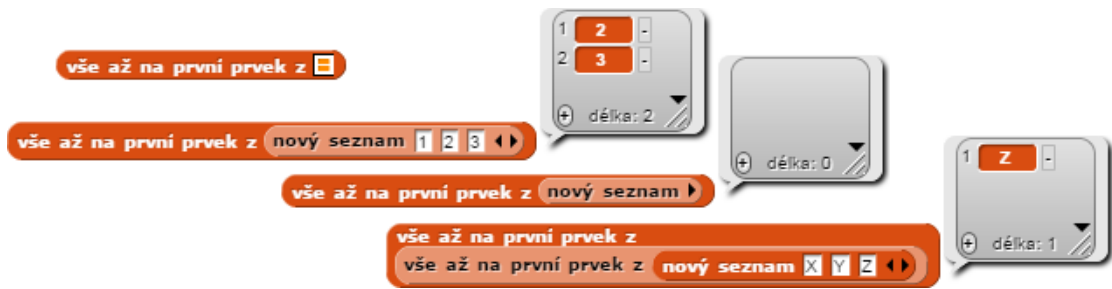 vše až na první prvek z
1 2 -
2 3 -
+ délka: 2
vše až na první prvek z nový seznam 1 2 3
+ délka: 0
vše až na první prvek z nový seznam
1 Z -
+ délka: 1
vše až na první prvek z
vše až na první prvek z nový seznam X Y Z